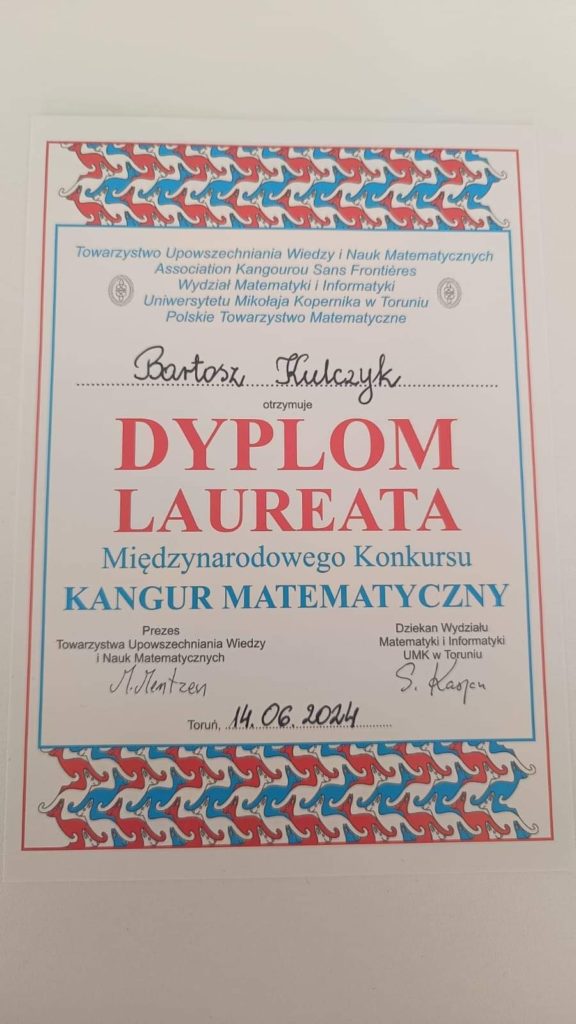 Towarzystwo Upowszechniania Wiedzy i Nauk Matematycznych
Association Kangourou Sans Frontières
Wydział Matematyki i Informatyki
Uniwersytetu Mikołaja Kopernika w Toruniu
Polskie Towarzystwo Matematyczne
Bartosz Kulczyk
otrzymuje
DYPLOM
LAUREATA
Międzynarodowego Konkursu
KANGUR MATEMATYCZNY
Prezes
Towarzystwa Upowszechniania Wiedzy
i Nauk Matematycznych
M. Mentzen
Dziekan Wydziału
Matematyki i Informatyki
UMK w Toruniu
S. Kasjan
Toruń, 14.06.2024